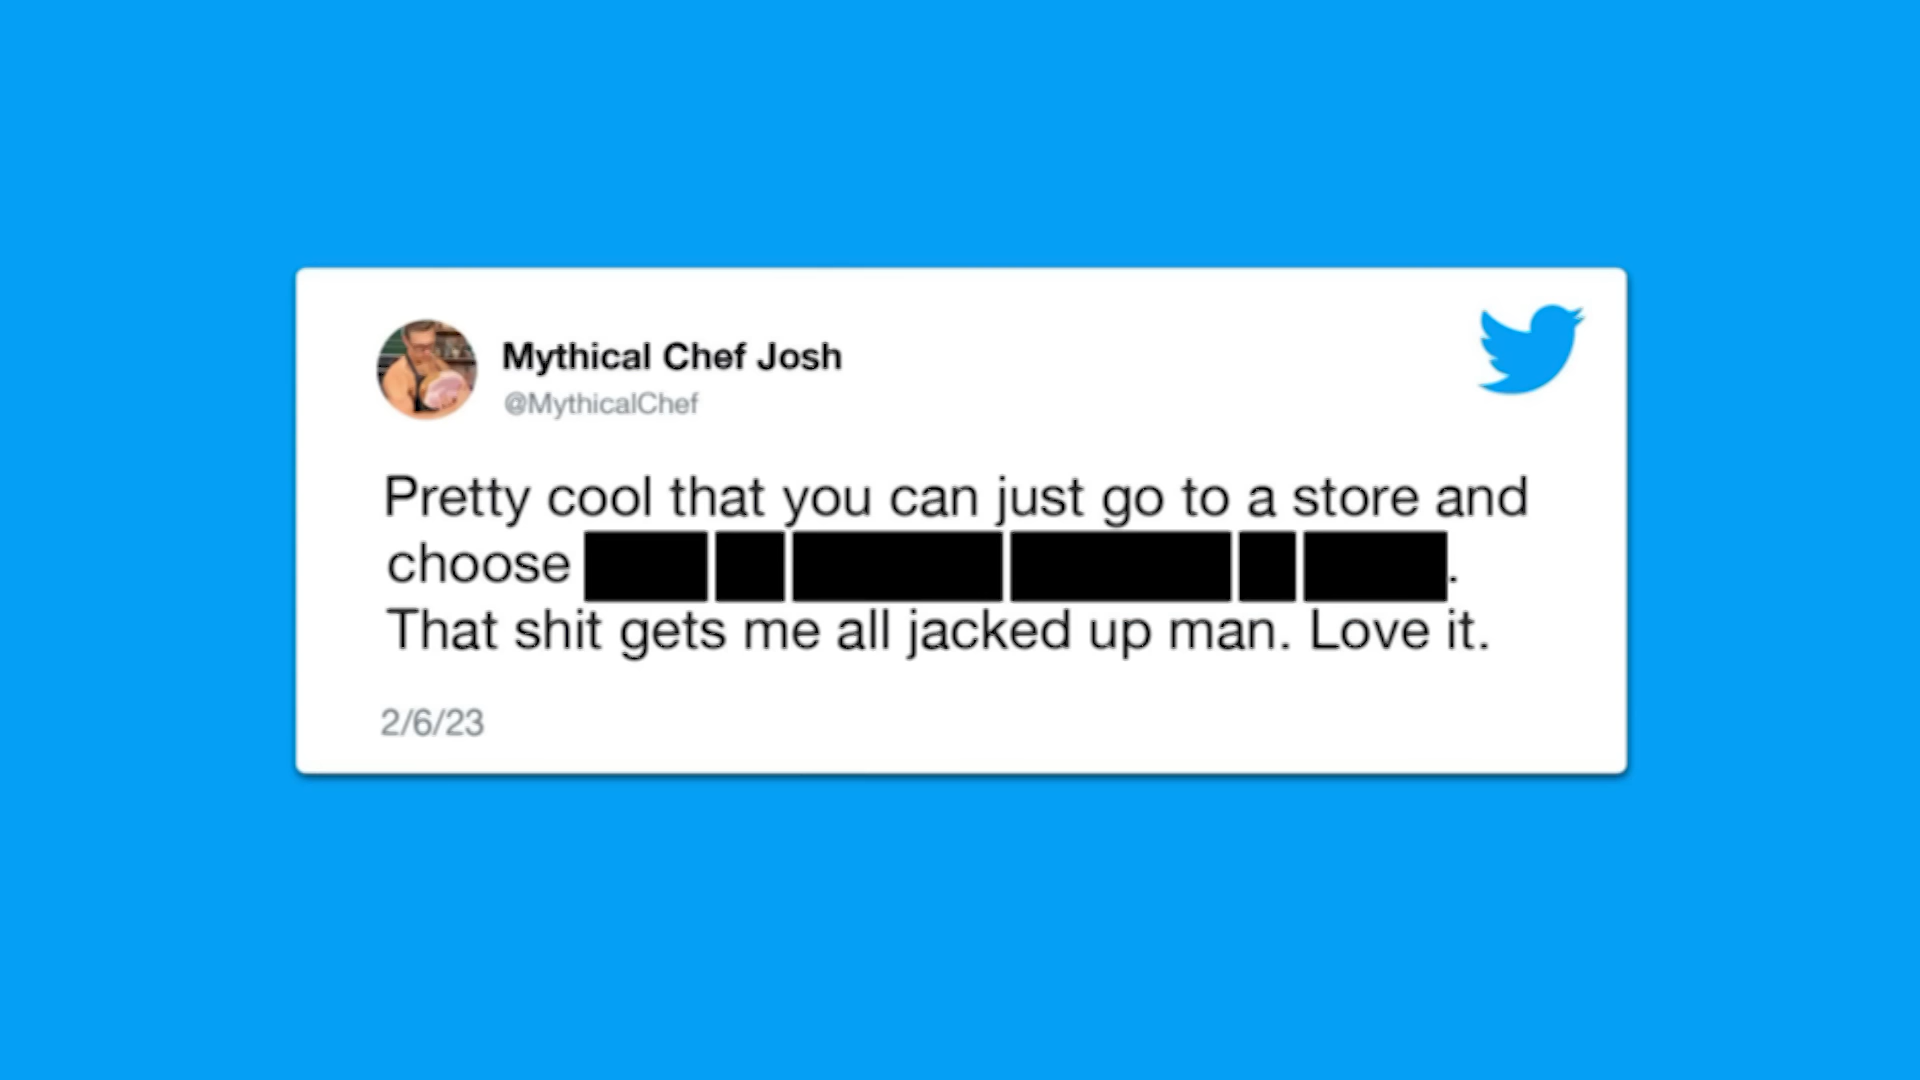 Mythical Chef Josh
@MythicalChef
Pretty cool that you can just go to a store and
choose .
That shit gets me all jacked up man. Love it.
2/6/23